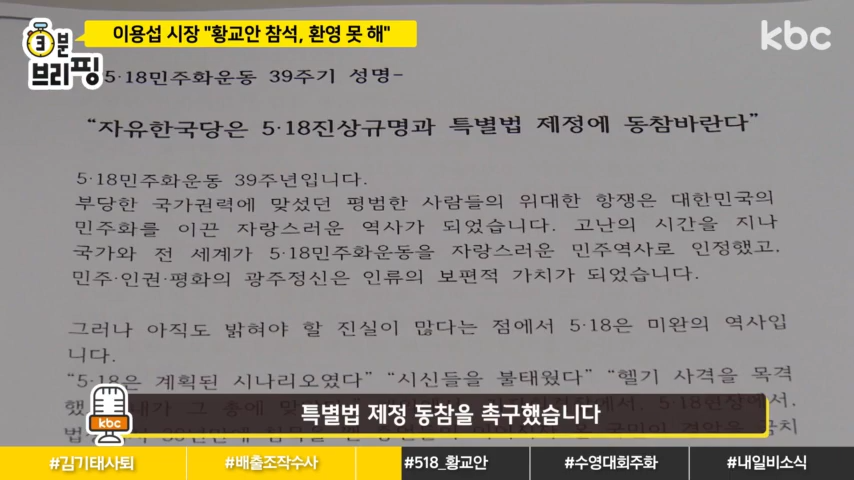 3분
브리핑
이용섭 시장 "황교안 참석, 환영 못 해"
kbc
5·18민주화운동 39주기 성명-
“자유한국당은 5·18진상규명과 특별법 제정에 동참바란다”
5·18민주화운동 39주년입니다.
부당한 국가권력에 맞섰던 평범한 사람들의 위대한 항쟁은 대한민국의
민주화를 이끈 자랑스러운 역사가 되었습니다. 고난의 시간을 지나
국가와 전 세계가 5·18민주화운동을 자랑스러운 민주역사로 인정했고,
민주·인권·평화의 광주정신은 인류의 보편적 가치가 되었습니다.
그러나 아직도 밝혀야 할 진실이 많다는 점에서 5·18은 미완의 역사입
니다.
“5·18은 계획된 시나리오였다” “시신들을 불태웠다” “헬기 사격을 목격
kbc
특별법 제정 동참을 촉구했습니다
#김기태사퇴 #배출조작수사 #518_황교안 #수영대회주화 #내일비소식